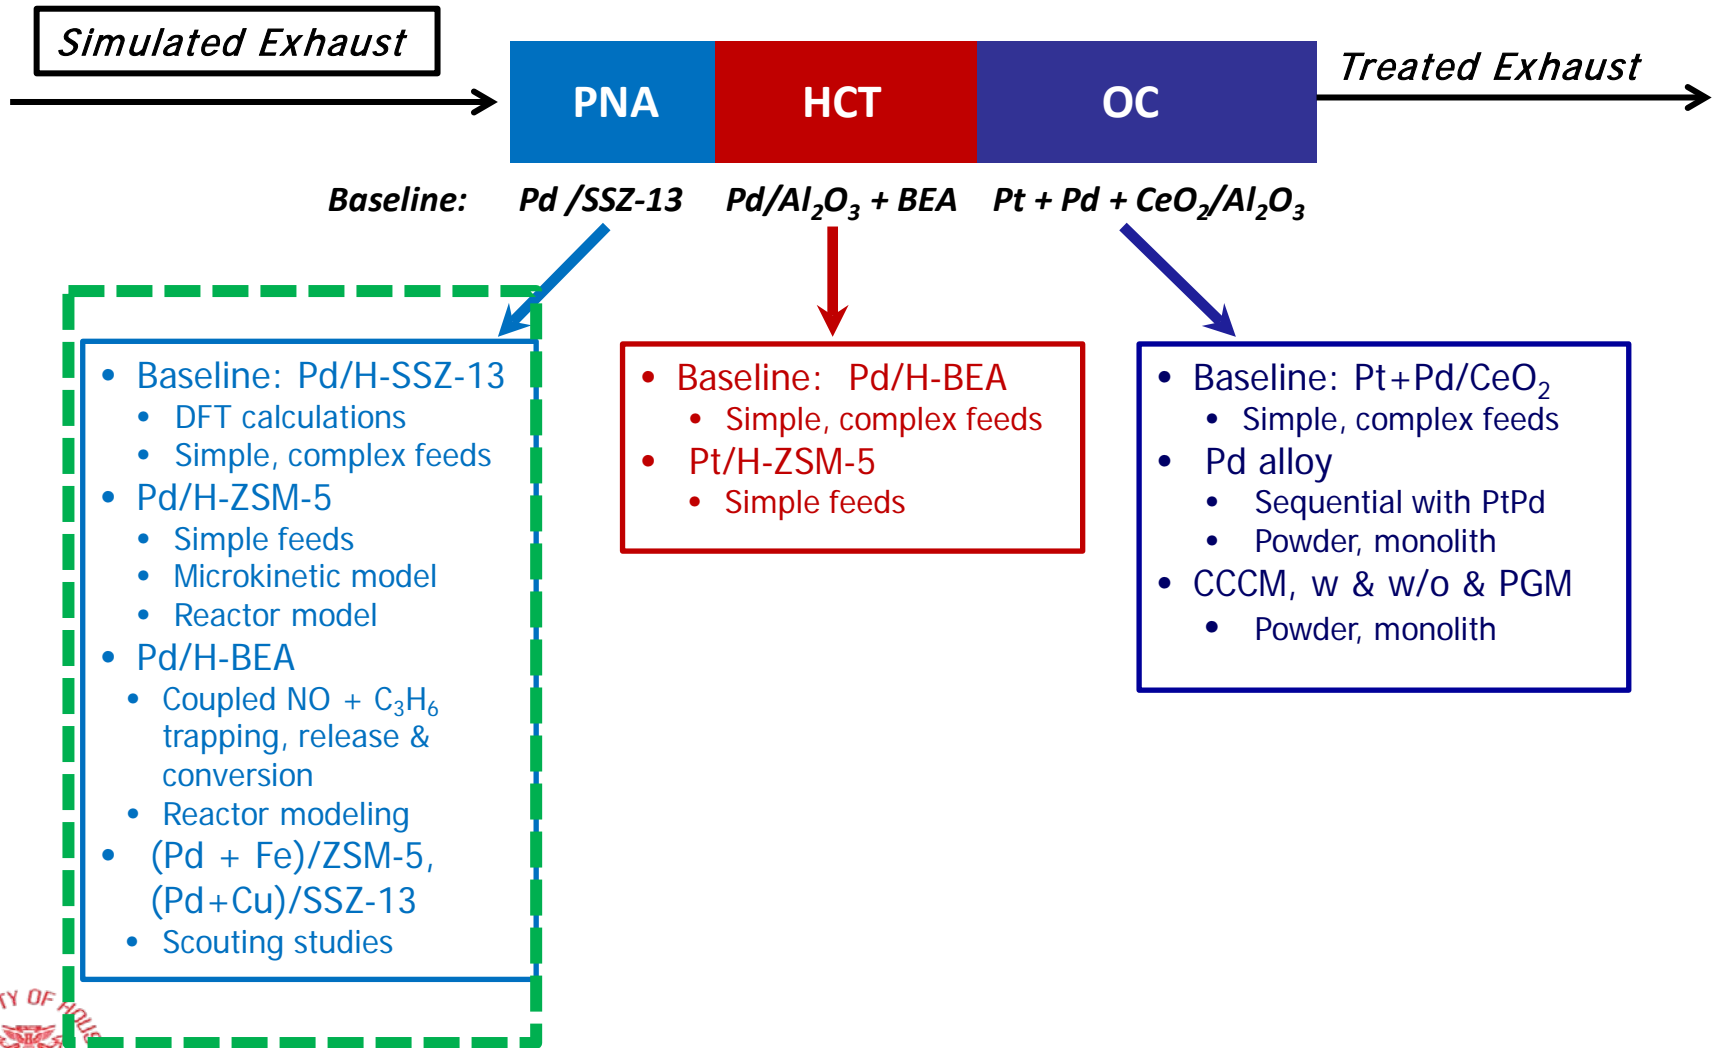 Simulated Exhaust
PNA
HCT
OC
Treated Exhaust
Baseline: Pd /SSZ-13 Pd/Al₂O₃ + BEA Pt + Pd + CeO₂/Al₂O₃
• Baseline: Pd/H-SSZ-13
• DFT calculations
• Simple, complex feeds
• Pd/H-ZSM-5
• Simple feeds
• Microkinetic model
• Reactor model
• Pd/H-BEA
• Coupled NO + C₃H₆
trapping, release &
conversion
• Reactor modeling
• (Pd + Fe)/ZSM-5,
(Pd+Cu)/SSZ-13
• Scouting studies
• Baseline: Pd/H-BEA
• Simple, complex feeds
• Pt/H-ZSM-5
• Simple feeds
• Baseline: Pt+Pd/CeO₂
• Simple, complex feeds
• Pd alloy
• Sequential with PtPd
• Powder, monolith
• CCCM, w & w/o & PGM
• Powder, monolith
TY OF HOUS